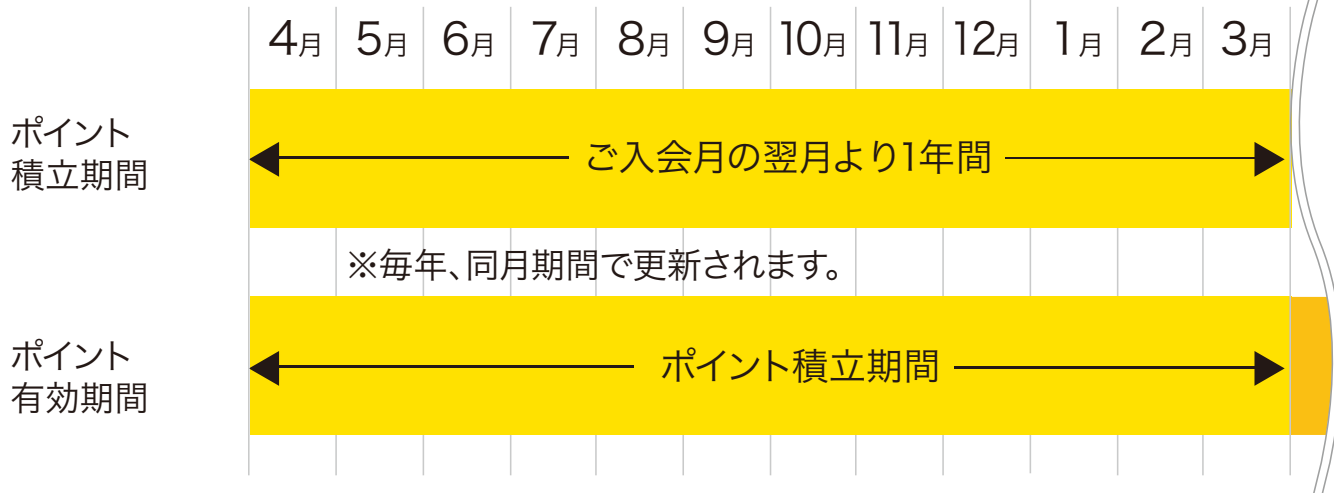 4月 5月 6月 7月 8月 9月 10月 11月 12月 1月 2月 3月
ポイント
積立期間
ご入会月の翌月より1年間
※毎年、同月期間で更新されます。
ポイント
有効期間
ポイント積立期間